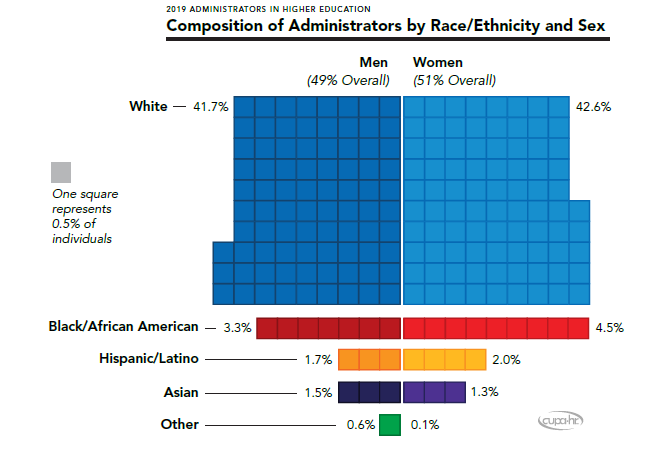 2019 ADMINISTRATORS IN HIGHER EDUCATION
Composition of Administrators by Race/Ethnicity and Sex
Men Women
(49% Overall) (51% Overall)
White 41.7% 42.6%
One square
represents
0.5% of
individuals
Black/African American 3.3% 4.5%
Hispanic/Latino 1.7% 2.0%
Asian 1.5% 1.3%
Other 0.6% 0.1%
cupa-hr